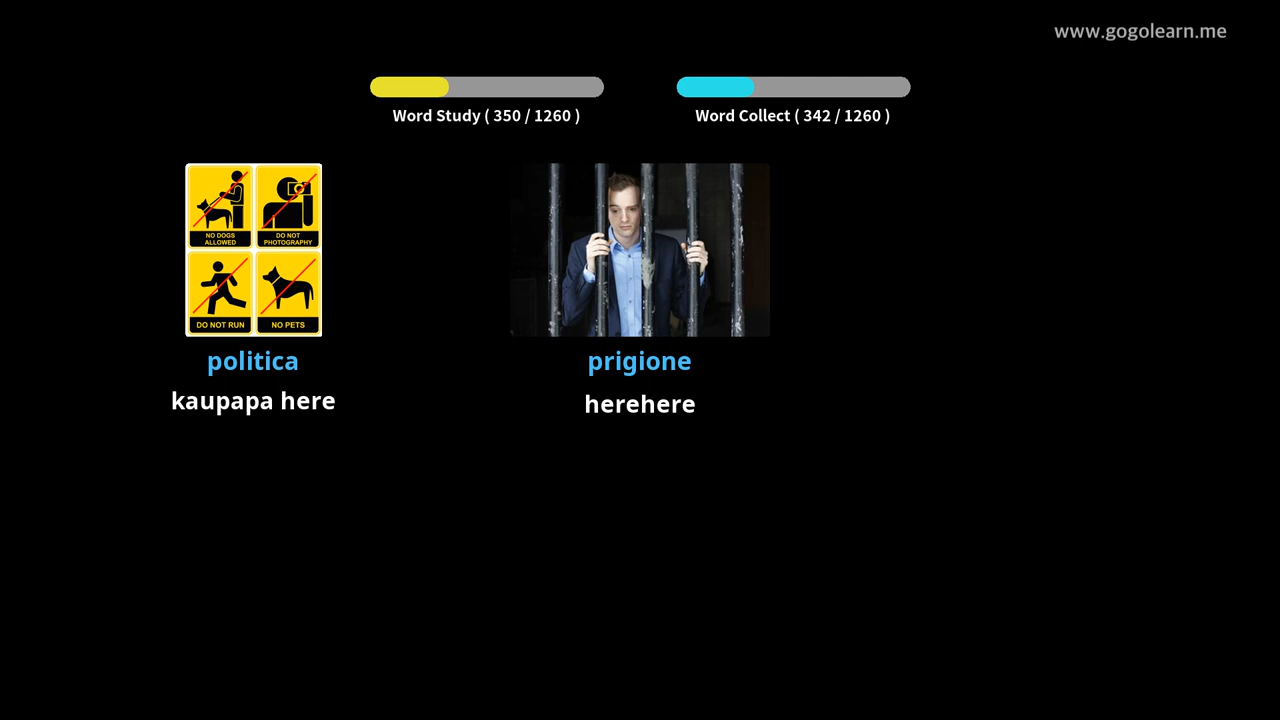 www.gogolearn.me
Word Study ( 350 / 1260 )
Word Collect ( 342 / 1260 )
NO DOGS
ALLOWED
DO NOT
PHOTOGRAPHY
DO NOT RUN
NO PETS
politica
prigione
kaupapa here
herehere